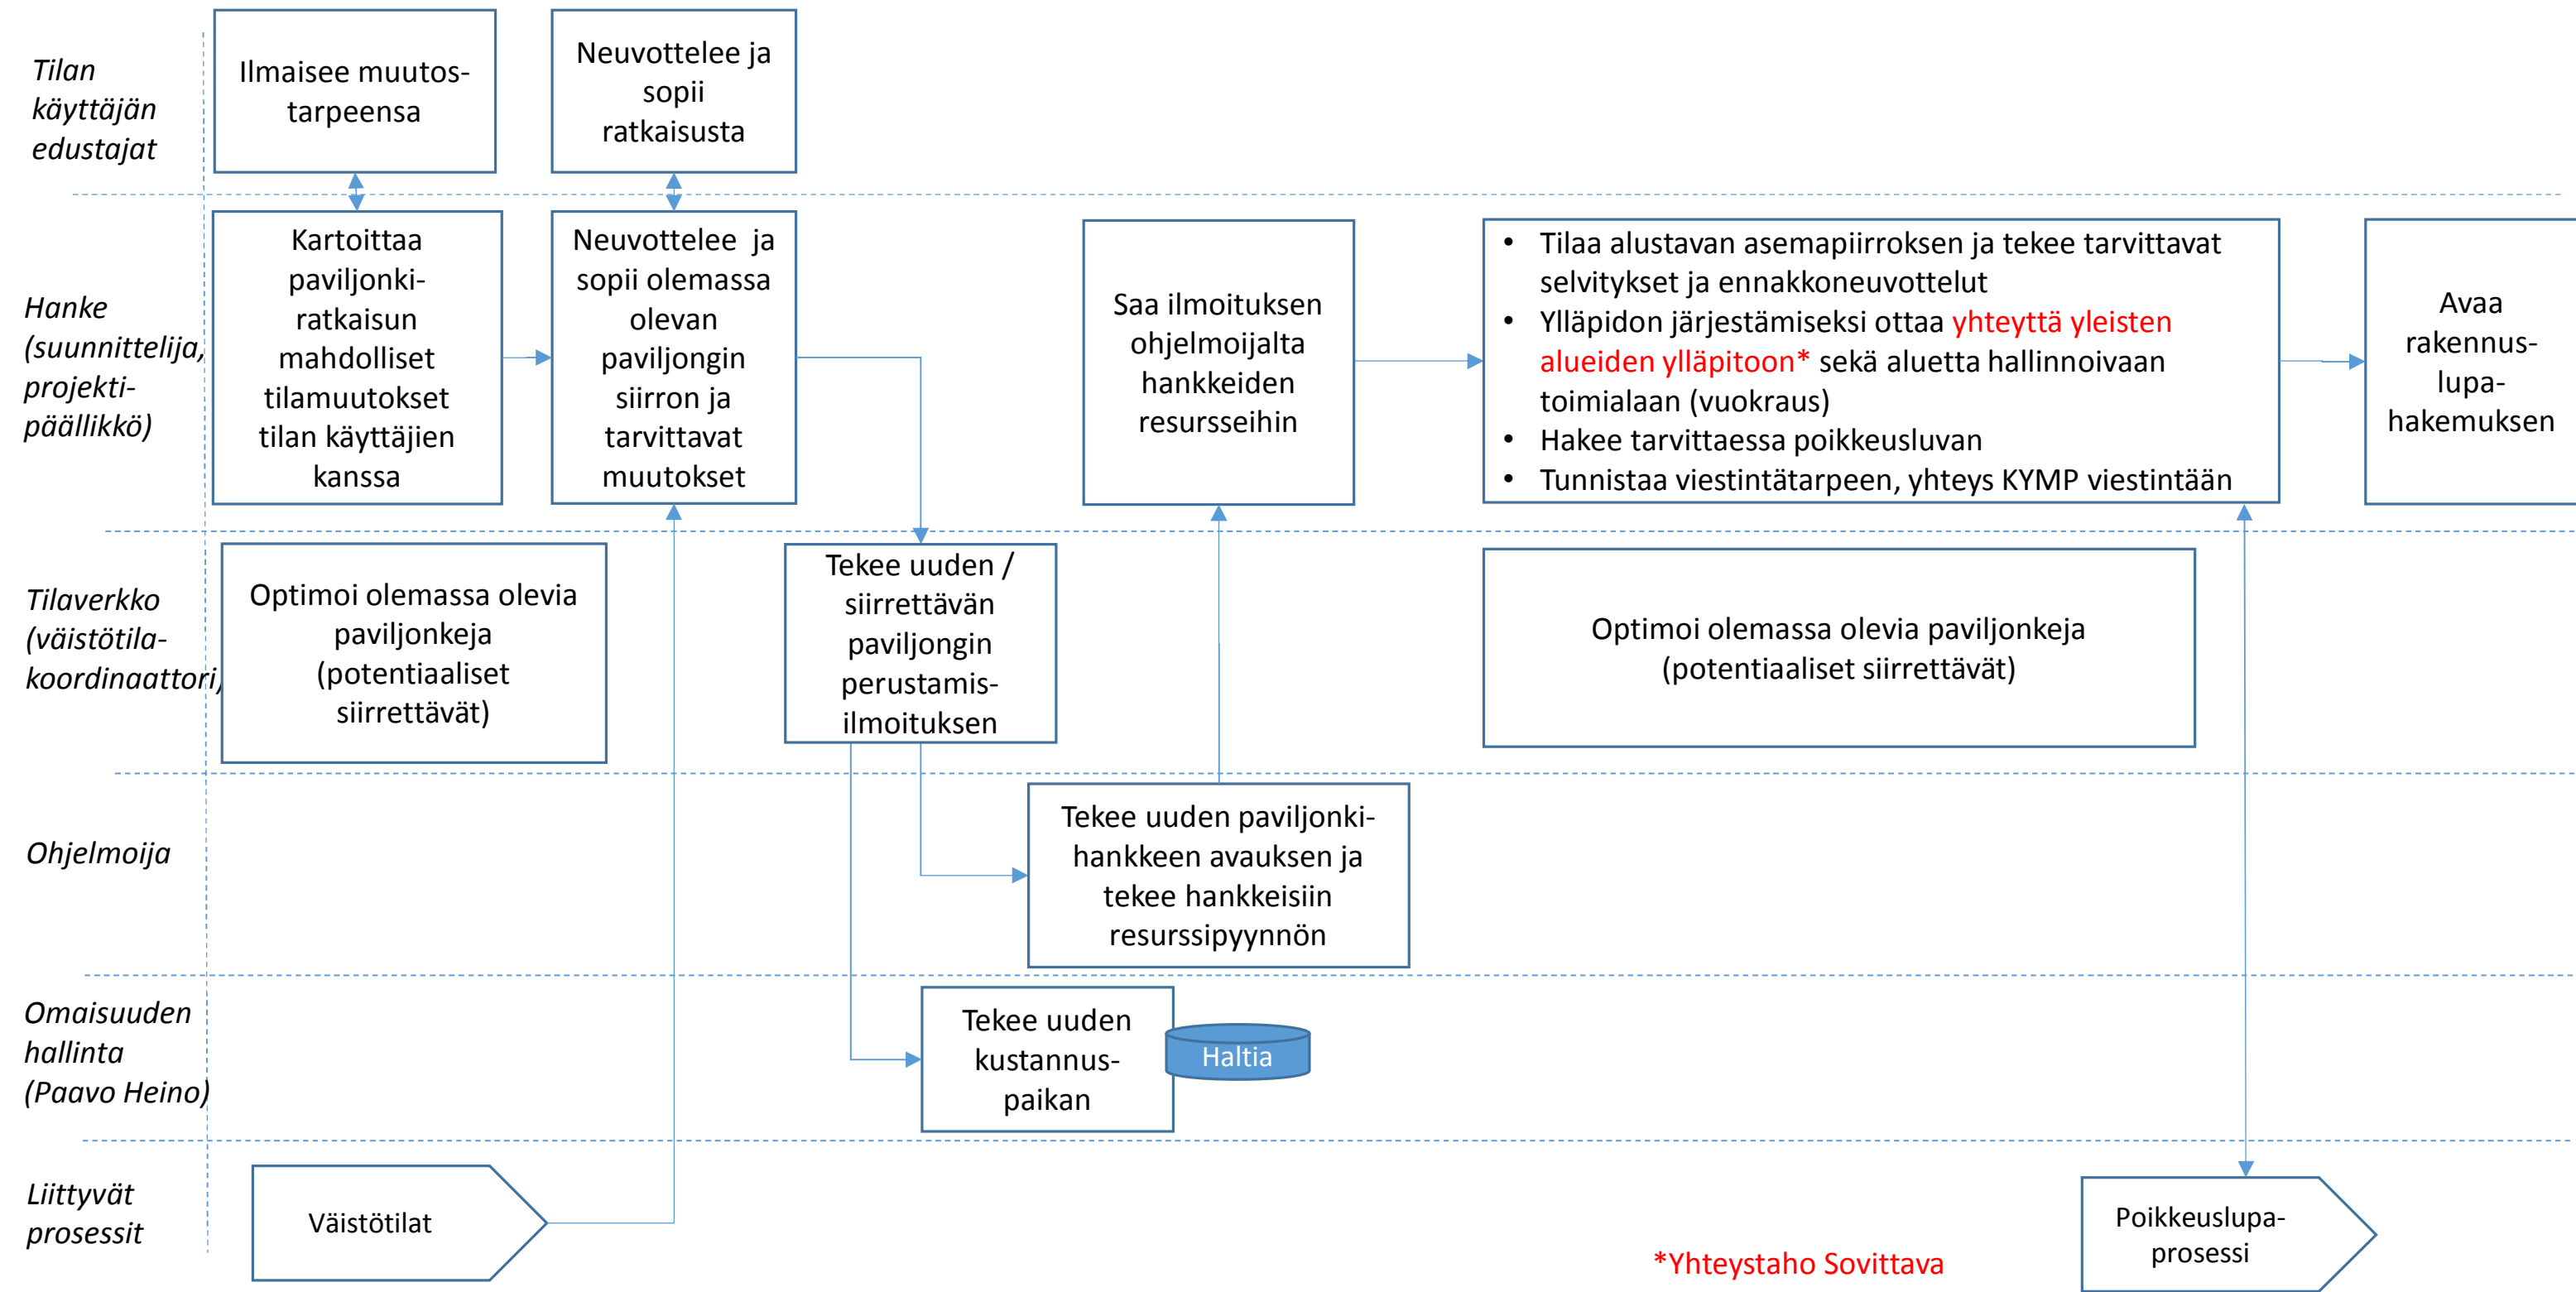 Tilan
käyttäjän
edustajat
Ilmaisee muutos-
tarpeensa
Neuvottelee ja
sopii
ratkaisusta
Hanke
(suunnittelija,
projekti-
päällikkö)
Kartoittaa
paviljonki-
ratkaisun
mahdolliset
tilamuutokset
tilan käyttäjien
kanssa
Neuvottelee ja
sopii olemassa
olevan
paviljongin
siirron ja
tarvittavat
muutokset
Saa ilmoituksen
ohjelmoijalta
hankkeiden
resursseihin
• Tilaa alustavan asemapiirroksen ja tekee tarvittavat
selvitykset ja ennakkoneuvottelut
• Ylläpidon järjestämiseksi ottaa yhteyttä yleisten
alueiden ylläpitoon* sekä aluetta hallinnoivaan
toimialaan (vuokraus)
• Hakee tarvittaessa poikkeusluvan
• Tunnistaa viestintätarpeen, yhteys KYMP viestintään
Avaa
rakennus-
lupa-
hakemuksen
Tilaverkko
(väistötila-
koordinaattori)
Optimoi olemassa olevia
paviljonkeja
(potentiaaliset
siirrettävät)
Tekee uuden /
siirrettävän
paviljongin
perustamis-
ilmoituksen
Optimoi olemassa olevia paviljonkeja
(potentiaaliset siirrettävät)
Ohjelmoija
Tekee uuden paviljonki-
hankkeen avauksen ja
tekee hankkeisiin
resurssipyynnön
Omaisuuden
hallinta
(Paavo Heino)
Tekee uuden
kustannus-
paikan
Haltia
Liittyvät
prosessit
Väistötilat
*Yhteystaho Sovittava
Poikkeuslupa-
prosessi